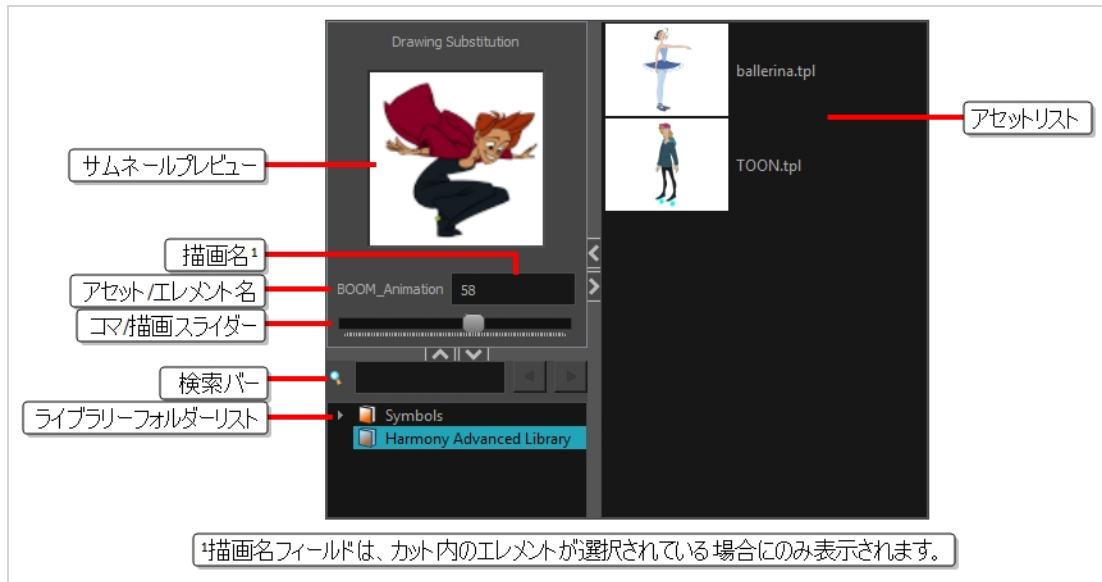 Drawing Substitution
ballerina.tpl
アセットリスト
サムネールプレビュー
TOON.tpl
描画名¹
アセット/エレメント名
BOOM_Animation 58
コマ/描画スライダー
検索バー
ライブラリーフォルダーリスト
Symbols
Harmony Advanced Library
¹描画名フィールドは、カット内のエレメントが選択されている場合にのみ表示されます。